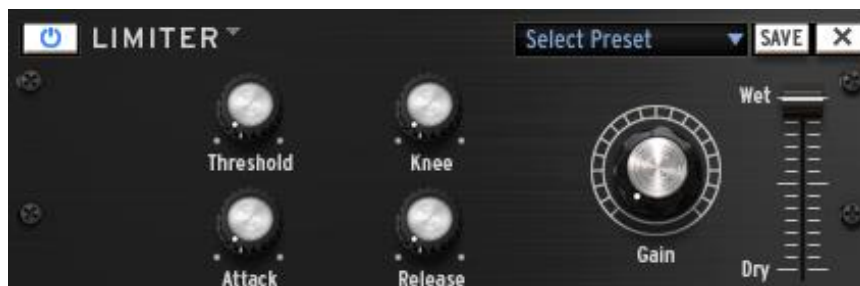 LIMITER
Select Preset
SAVE
Wet
Threshold
Knee
Gain
Attack
Release
Dry